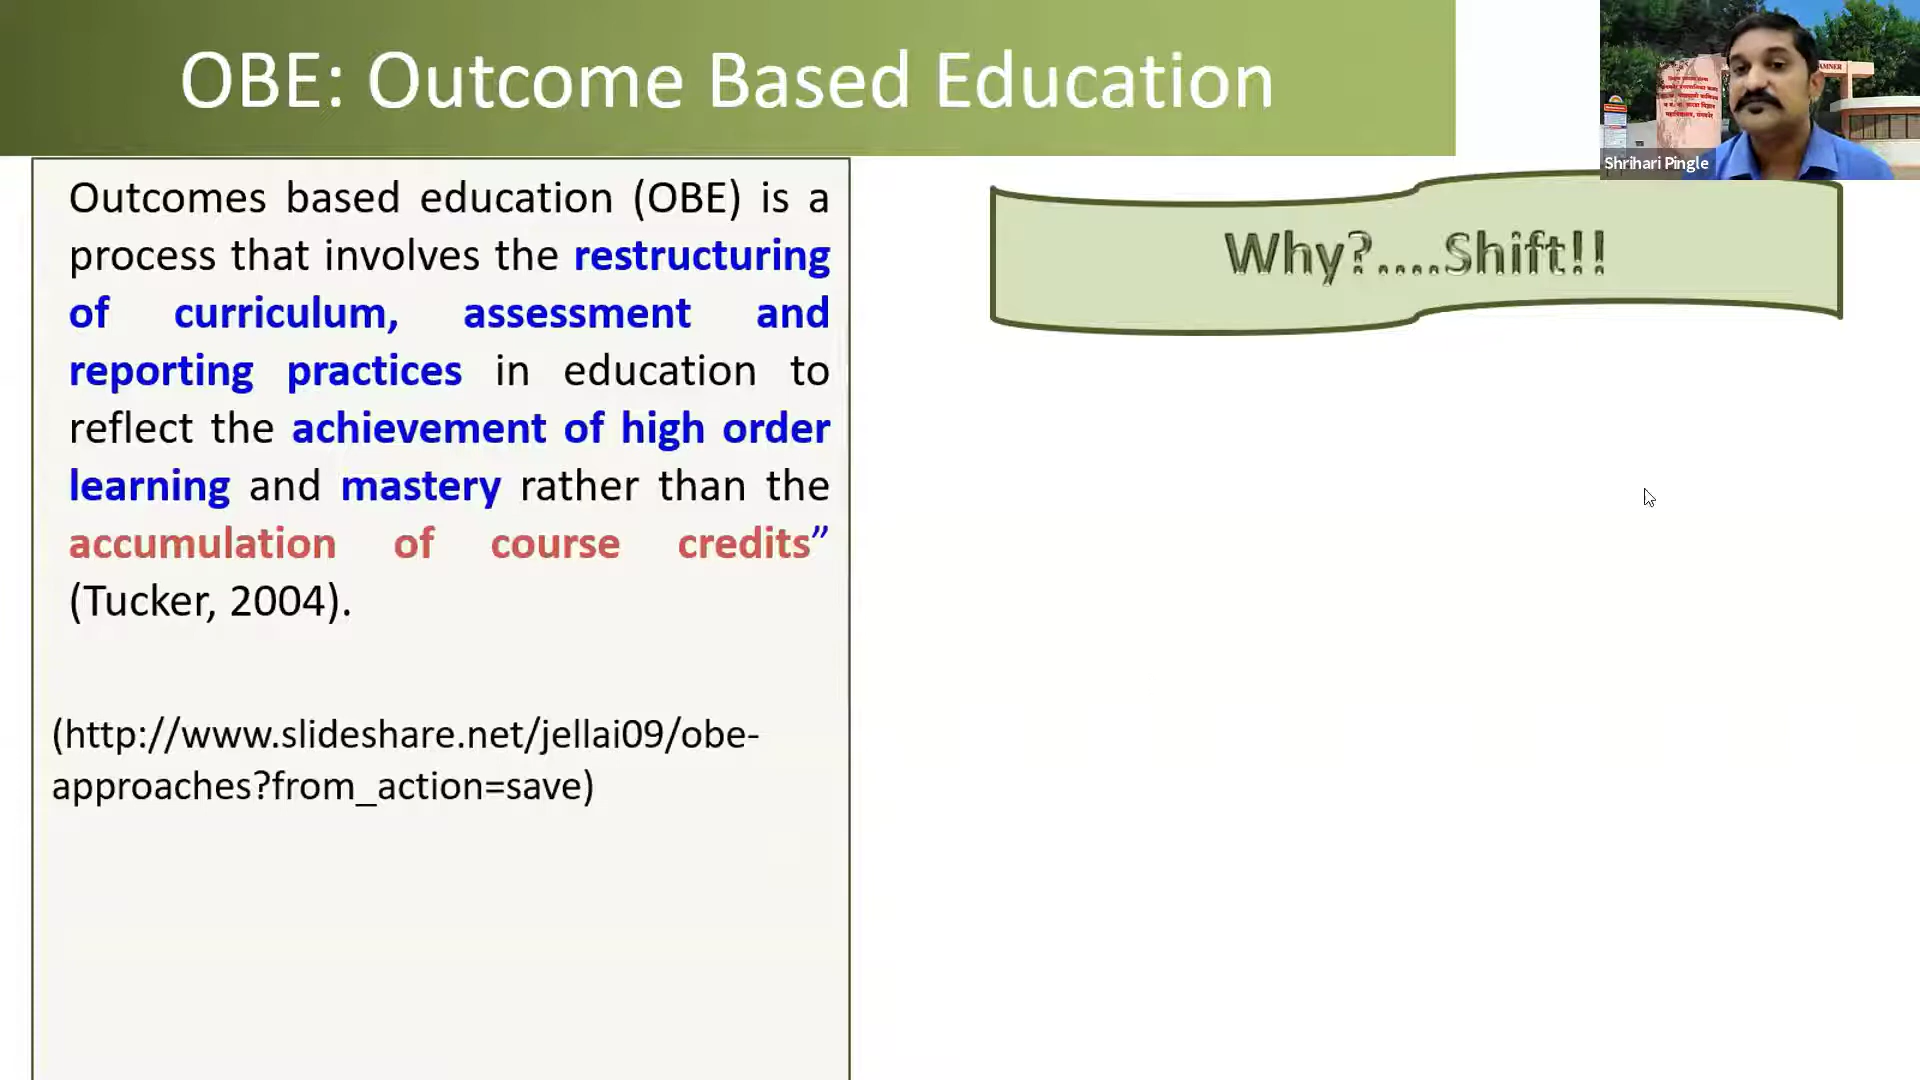 OBE: Outcome Based Education
Outcomes based education (OBE) is a
process that involves the restructuring
of curriculum, assessment and
reporting practices in education to
reflect the achievement of high order
learning and mastery rather than the
accumulation of course credits”
(Tucker, 2004).
(http://www.slideshare.net/jellai09/obe-
approaches?from_action=save)
Why?....Shift!!
Shrihari Pingle